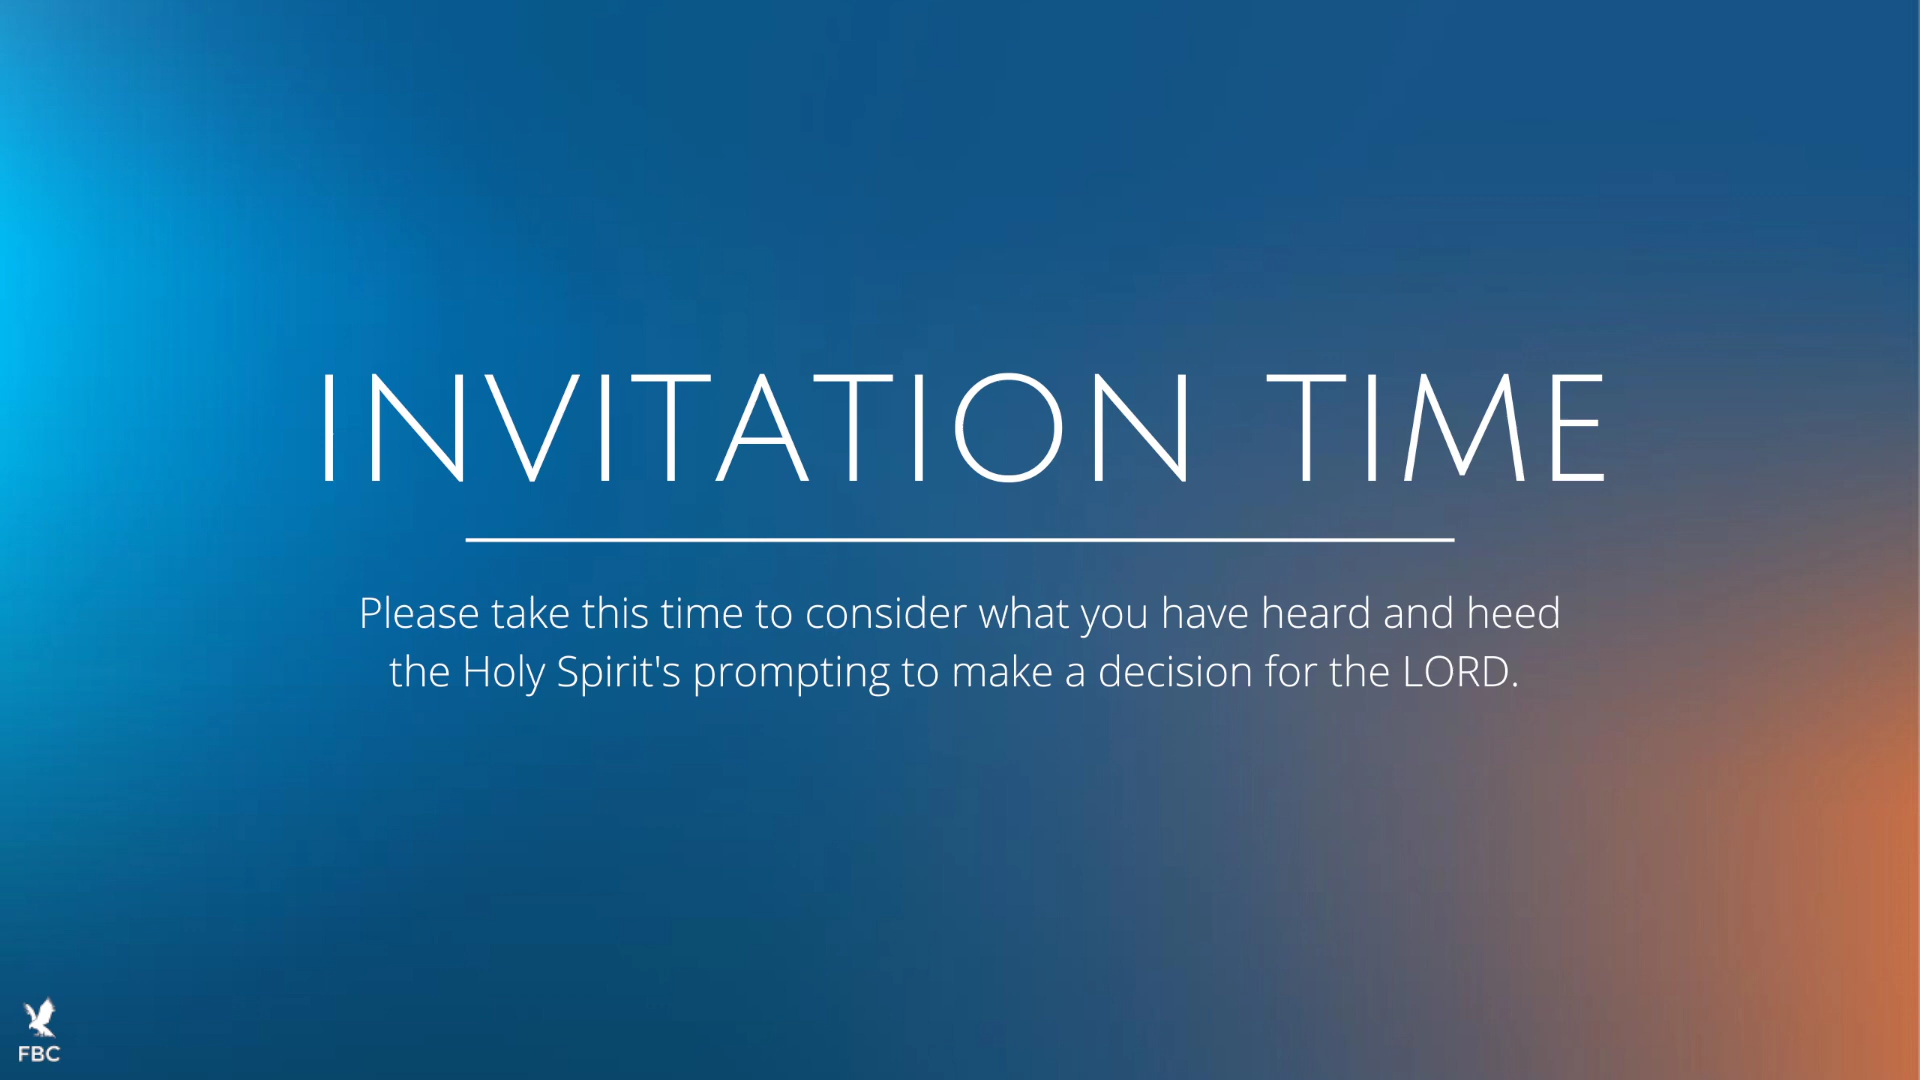 INVITATION TIME
Please take this time to consider what you have heard and heed
the Holy Spirit's prompting to make a decision for the LORD.
FBC